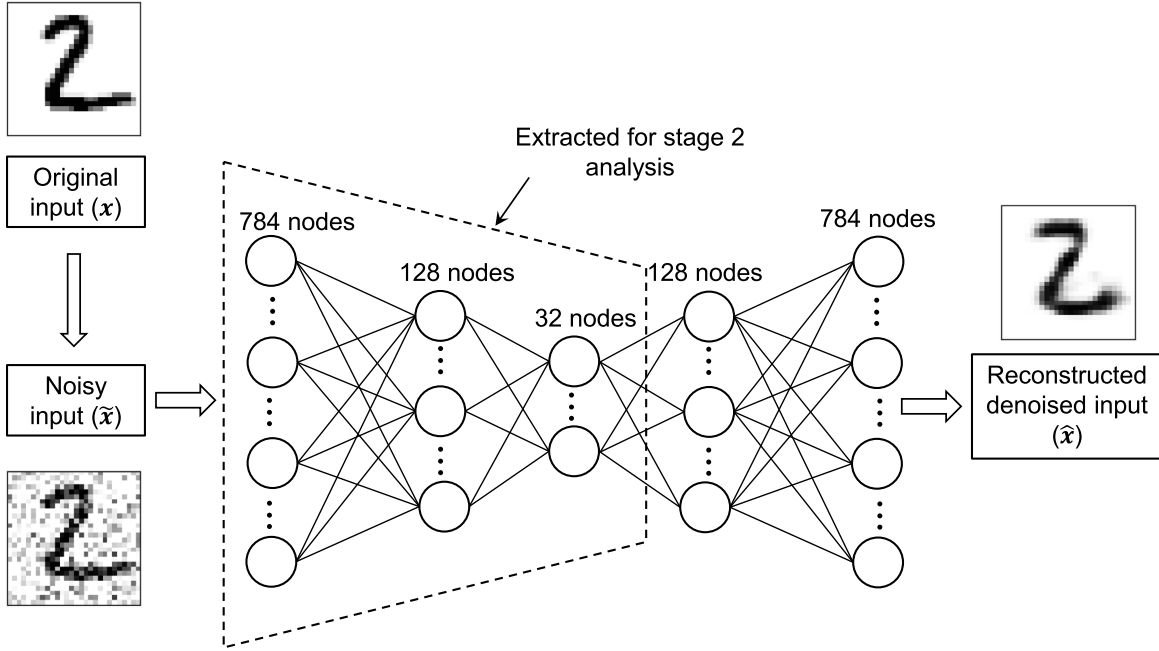 Original
input (x)
Noisy
input (x̃)
Extracted for stage 2
analysis
784 nodes
128 nodes
32 nodes
128 nodes
784 nodes
Reconstructed
denoised input
(x̂)